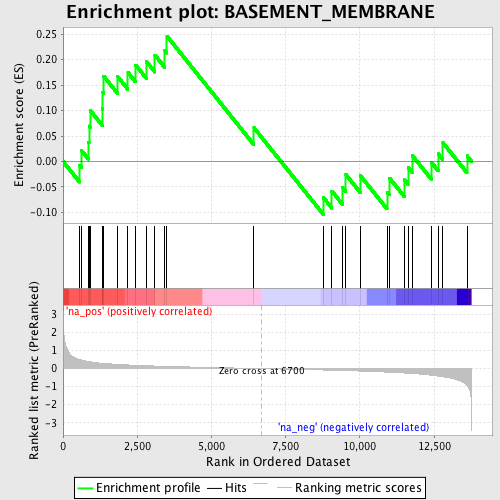 Enrichment plot: BASEMENT_MEMBRANE
Enrichment score (ES)
0.25
0.20
0.15
0.10
0.05
0.00
-0.05
-0.10
'na_pos' (positively correlated)
Ranked list metric (PreRanked)
3
2
1
0
-1
-2
-3
Zero cross at 6700
'na_neg' (negatively correlated)
0
2,500
5,000
7,500
10,000
12,500
Rank in Ordered Dataset
Enrichment profile
Hits
Ranking metric scores